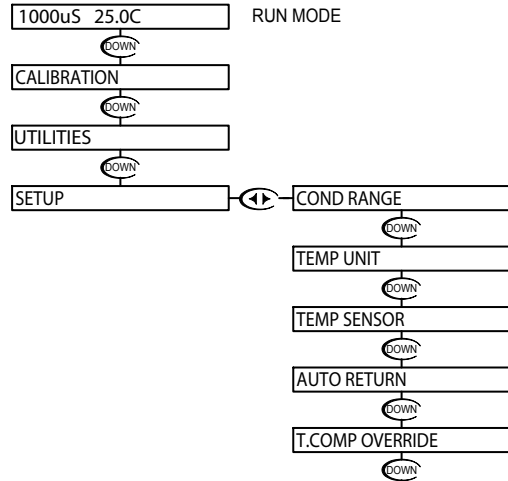 1000uS 25.0C RUN MODE
DOWN
CALIBRATION
DOWN
UTILITIES
DOWN
SETUP COND RANGE
DOWN
TEMP UNIT
DOWN
TEMP SENSOR
DOWN
AUTO RETURN
DOWN
T.COMP OVERRIDE
DOWN